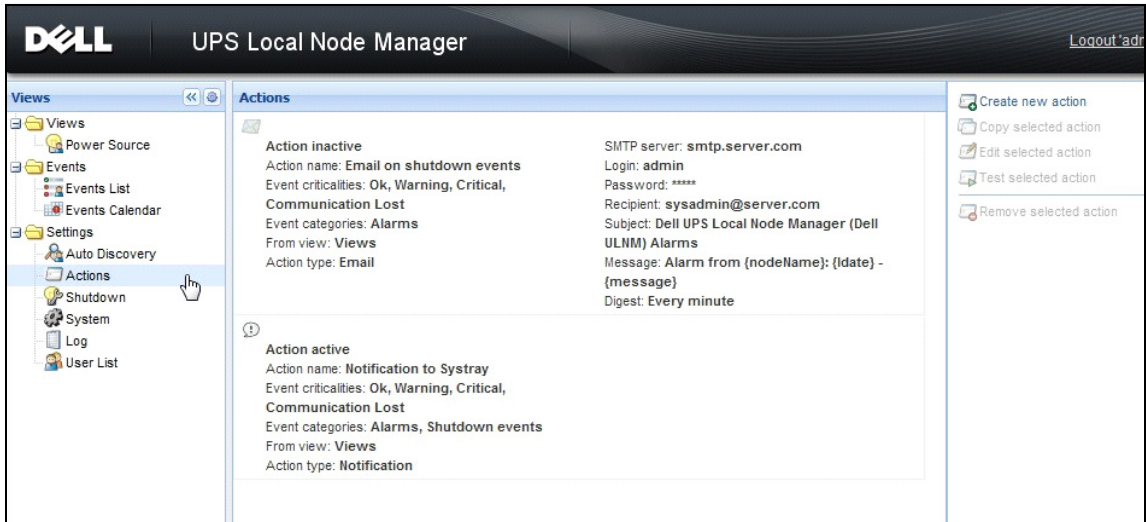 DELL
UPS Local Node Manager
Logout 'adr
Views
Views
Power Source
Events
Events List
Events Calendar
Settings
Auto Discovery
Actions
Shutdown
System
Log
User List
Actions
Action inactive
Action name: Email on shutdown events
Event criticalities: Ok, Warning, Critical,
Communication Lost
Event categories: Alarms
From view: Views
Action type: Email
SMTP server: smtp.server.com
Login: admin
Password: *****
Recipient: sysadmin@server.com
Subject: Dell UPS Local Node Manager (Dell
ULNM) Alarms
Message: Alarm from {nodeName}: {ldate} -
{message}
Digest: Every minute
Action active
Action name: Notification to Systray
Event criticalities: Ok, Warning, Critical,
Communication Lost
Event categories: Alarms, Shutdown events
From view: Views
Action type: Notification
Create new action
Copy selected action
Edit selected action
Test selected action
Remove selected action